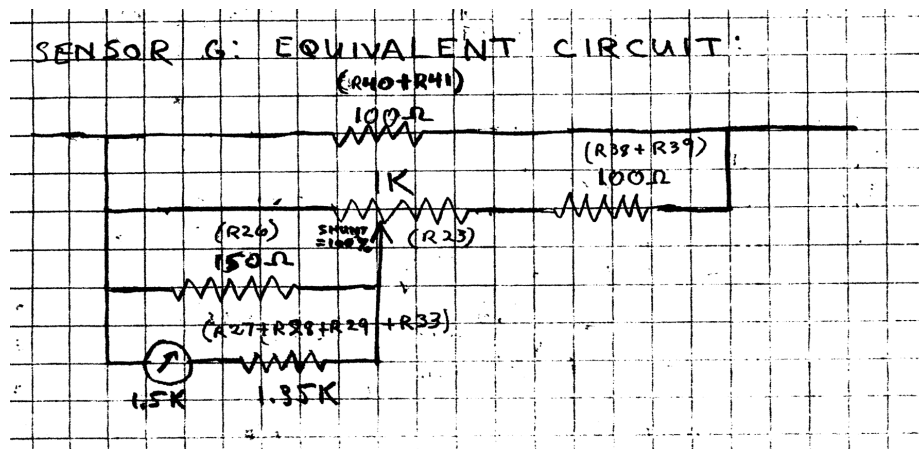 SENSOR G: EQUIVALENT CIRCUIT:
(R40+R41)
100Ω
(R38+R39)
100Ω
1K
(R26)
150Ω
SHUNT
=100%
(R23)
(R27+R28+R29+R33)
1.5K
1.35K